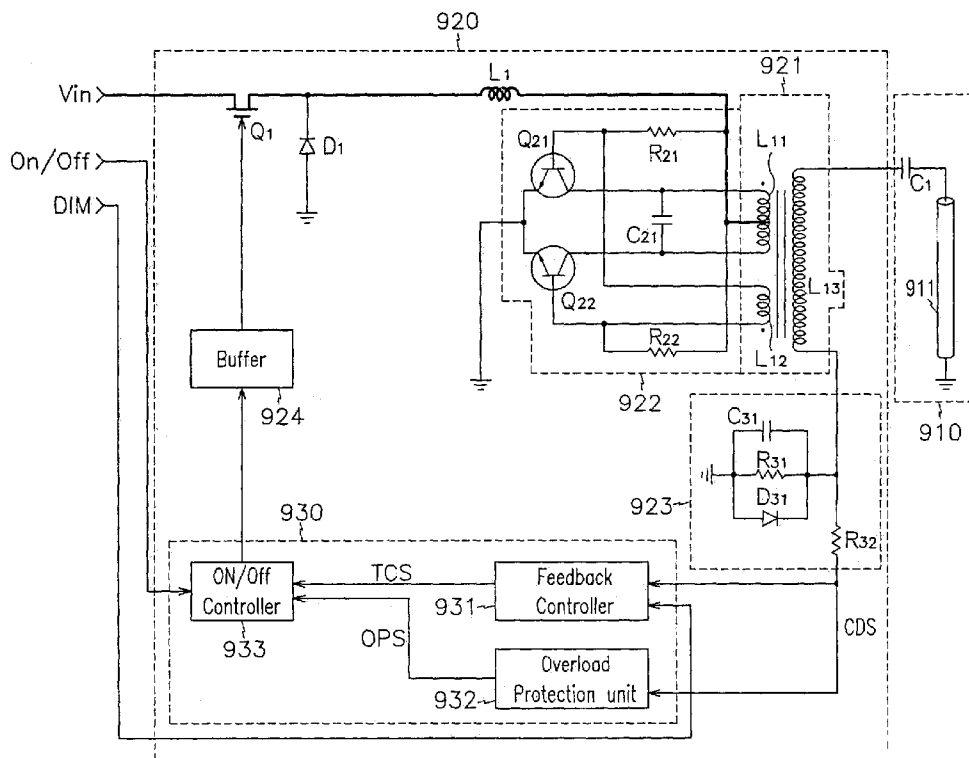 920
L1
921
Vin
Q1
D1
Q21
R21
L11
On/Off
C1
DIM
C21
L13
911
Q22
R22
L12
Buffer
924
922
910
C31
R31
D31
923
R32
930
ON/Off
Controller
933
TCS
Feedback
Controller
931
CDS
OPS
Overload
Protection unit
932